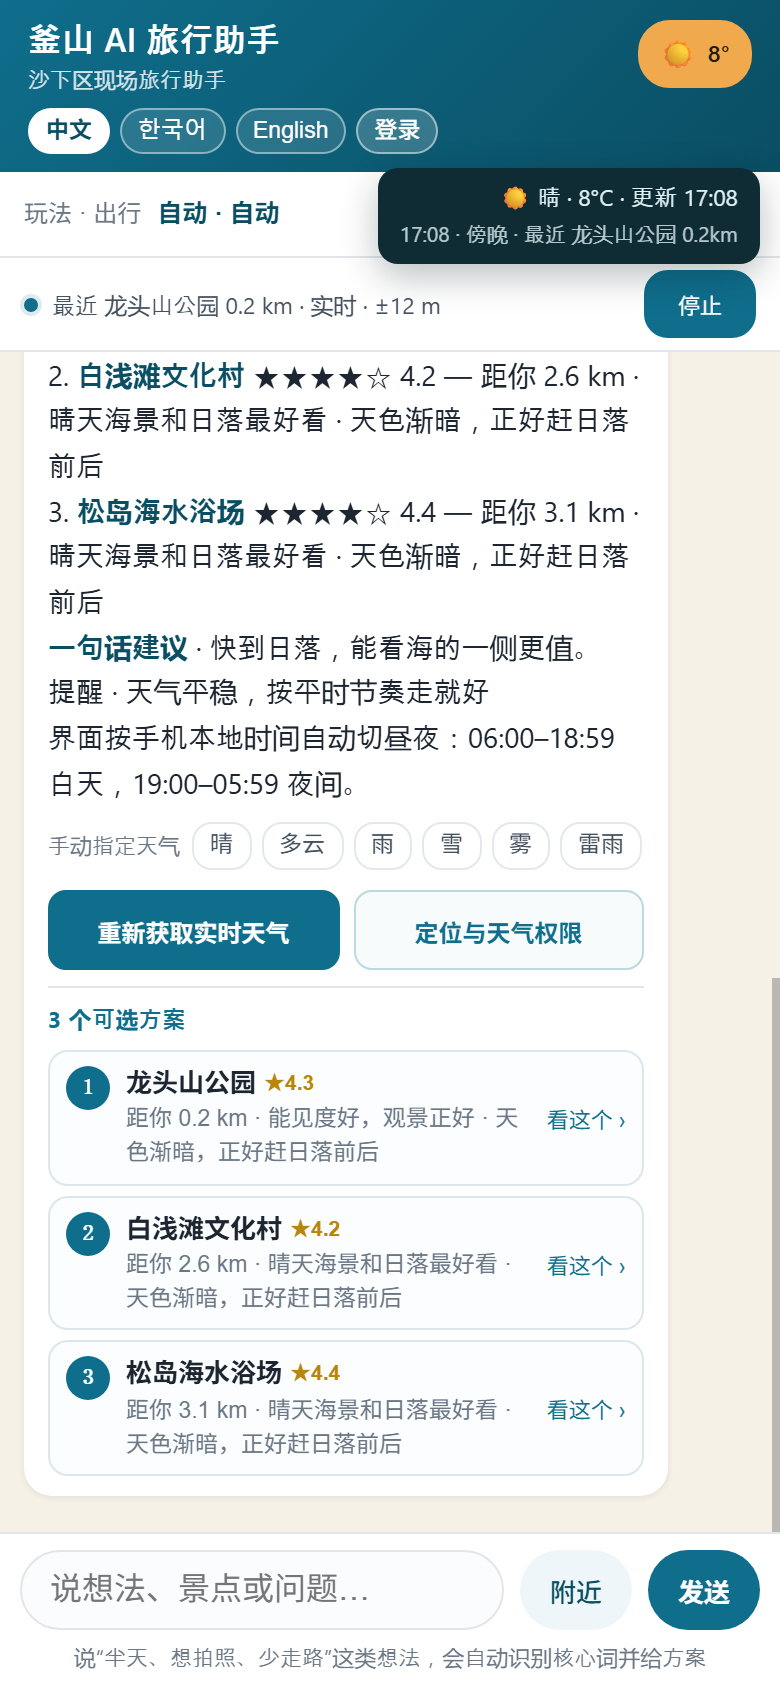 釜山 AI 旅行助手
8°
沙下区现场旅行助手
中文 한국어 English 登录
晴 · 8°C · 更新 17:08
玩法 · 出行 自动 · 自动
17:08 · 傍晚 · 最近 龙头山公园 0.2km
最近 龙头山公园 0.2 km · 实时 · ±12 m
停止
2. 白浅滩文化村 ★★★★☆ 4.2 — 距你 2.6 km ·
晴天海景和日落最好看 · 天色渐暗，正好赶日落
前后
3. 松岛海水浴场 ★★★★☆ 4.4 — 距你 3.1 km ·
晴天海景和日落最好看 · 天色渐暗，正好赶日落
前后
一句话建议 · 快到日落，能看海的一侧更值。
提醒 · 天气平稳，按平时节奏走就好
界面按手机本地时间自动切昼夜：06:00–18:59
白天，19:00–05:59 夜间。
手动指定天气 晴 多云 雨 雪 雾 雷雨
重新获取实时天气 定位与天气权限
3 个可选方案
1 龙头山公园 ★4.3
距你 0.2 km · 能见度好，观景正好 · 天
色渐暗，正好赶日落前后
看这个 ›
2 白浅滩文化村 ★4.2
距你 2.6 km · 晴天海景和日落最好看 ·
天色渐暗，正好赶日落前后
看这个 ›
3 松岛海水浴场 ★4.4
距你 3.1 km · 晴天海景和日落最好看 ·
天色渐暗，正好赶日落前后
看这个 ›
说想法、景点或问题… 附近 发送
说“半天、想拍照、少走路”这类想法，会自动识别核心词并给方案